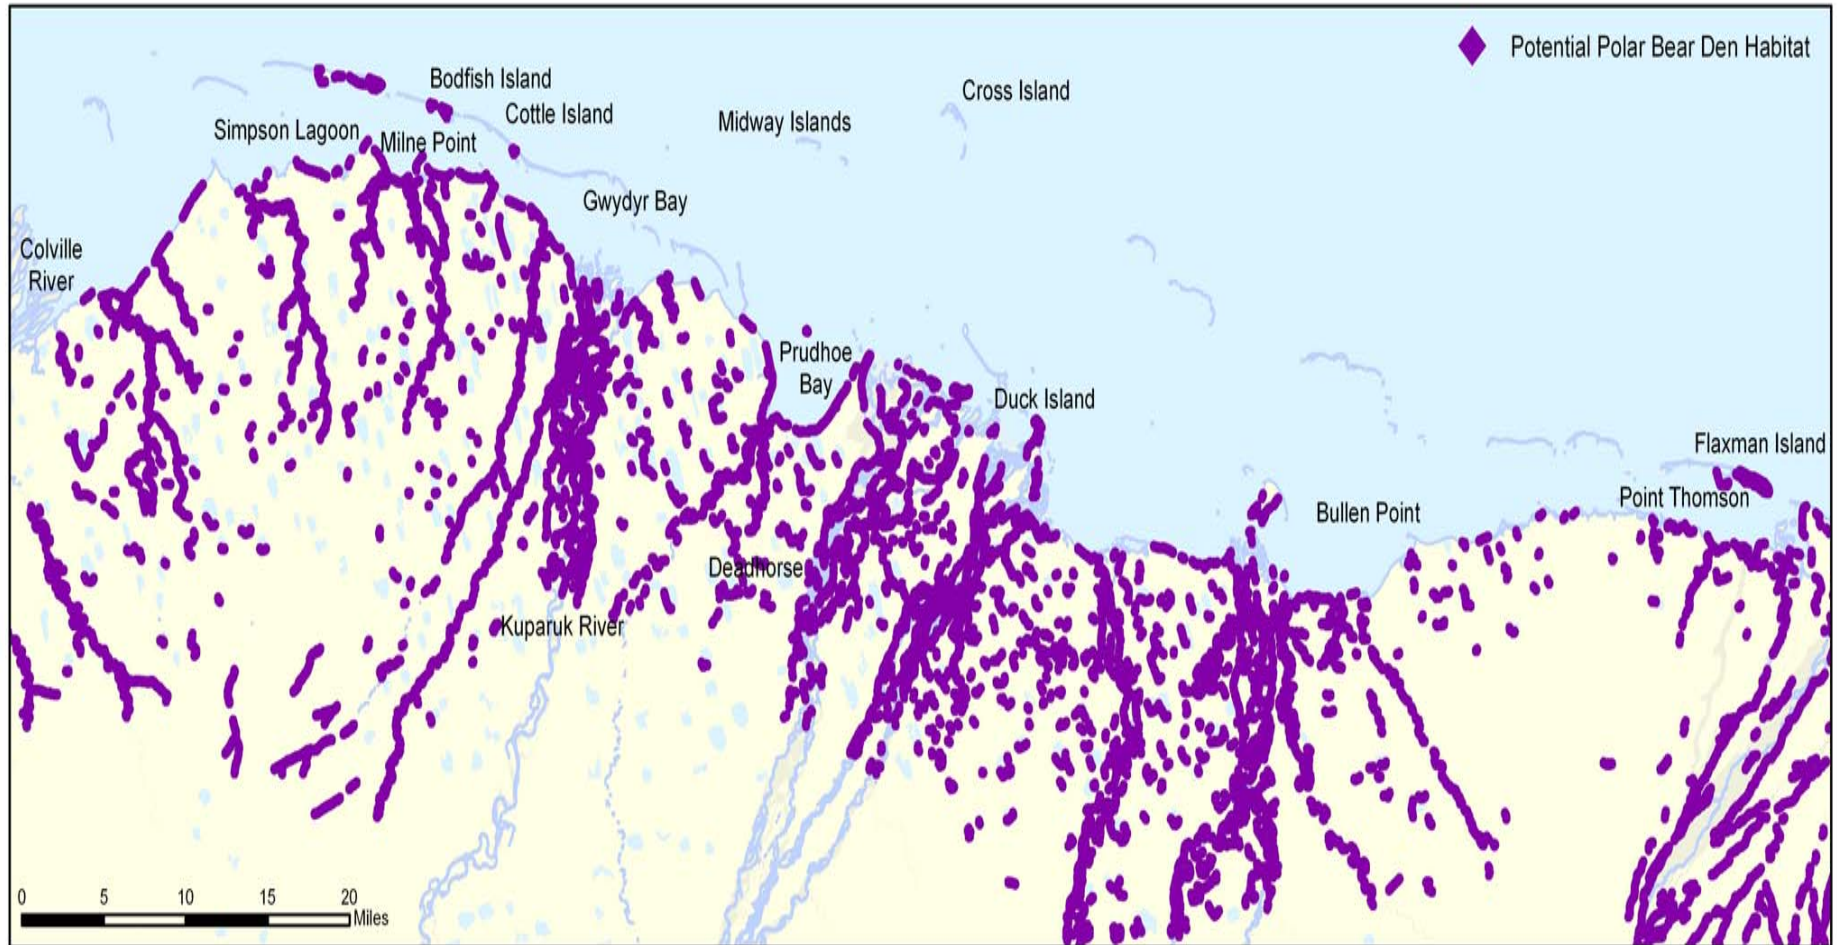 Potential Polar Bear Den Habitat
Bodfish Island
Cross Island
Cottle Island
Midway Islands
Simpson Lagoon
Milne Point
Gwydyr Bay
Colville
River
Prudhoe
Bay
Duck Island
Flaxman Island
Point Thomson
Bullen Point
Deadhorse
Kuparuk River
0 5 10 15 20
Miles